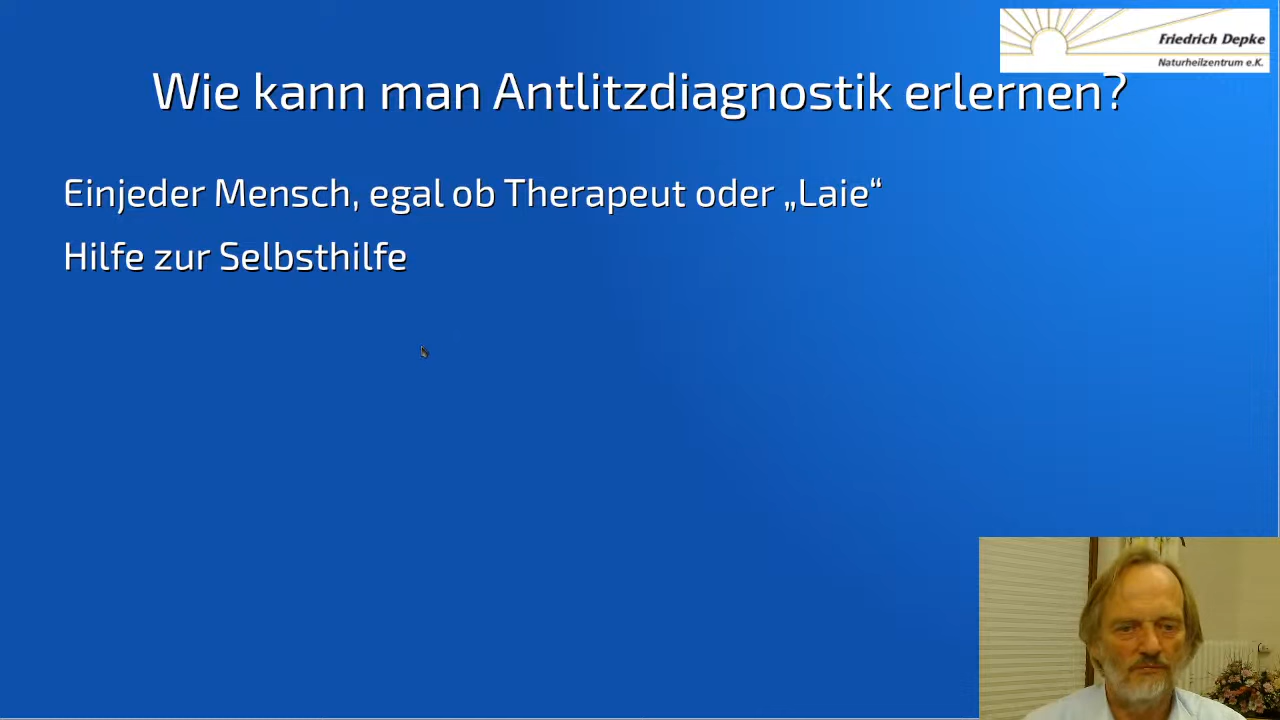 Friedrich Depke
Naturheilzentrum e.K.
Wie kann man Antlitzdiagnostik erlernen?
Einjeder Mensch, egal ob Therapeut oder „Laie“
Hilfe zur Selbsthilfe